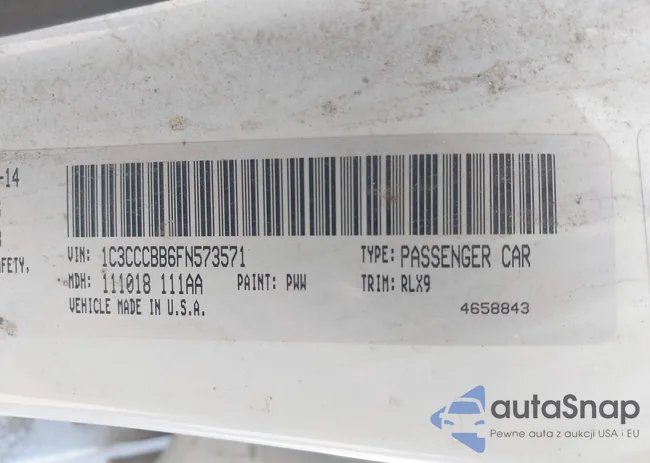 -14
AFETY,
VIN: 1C3CCCBB6FN573571
TYPE: PASSENGER CAR
MDH: 111018 111AA
PAINT: PWW
TRIM: RLX9
VEHICLE MADE IN U.S.A.
4658843
autaSnap
Pewne auta z aukcji USA i EU